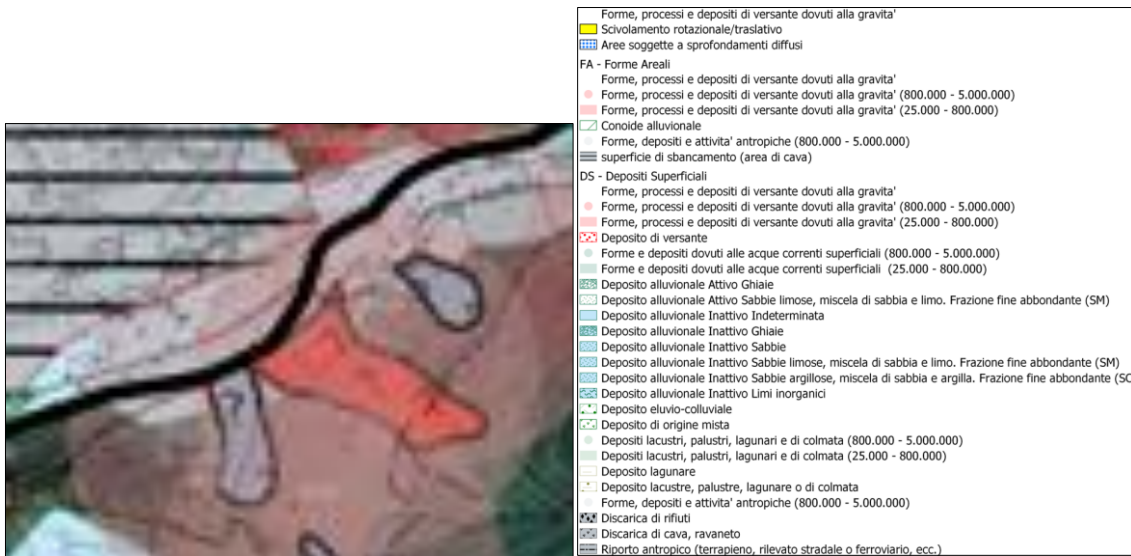 Forme, processi e depositi di versante dovuti alla gravita'
Scivolamento rotazionale/traslativo
Aree soggette a sprofondamenti diffusi
FA - Forme Areali
Forme, processi e depositi di versante dovuti alla gravita'
Forme, processi e depositi di versante dovuti alla gravita' (800.000 - 5.000.000)
Forme, processi e depositi di versante dovuti alla gravita' (25.000 - 800.000)
Conoide alluvionale
Forme, depositi e attivita' antropiche (800.000 - 5.000.000)
superficie di sbancamento (area di cava)
DS - Depositi Superficiali
Forme, processi e depositi di versante dovuti alla gravita'
Forme, processi e depositi di versante dovuti alla gravita' (800.000 - 5.000.000)
Forme, processi e depositi di versante dovuti alla gravita' (25.000 - 800.000)
Deposito di versante
Forme e depositi dovuti alle acque correnti superficiali (800.000 - 5.000.000)
Forme e depositi dovuti alle acque correnti superficiali (25.000 - 800.000)
Deposito alluvionale Attivo Ghiaie
Deposito alluvionale Attivo Sabbie limose, miscela di sabbia e limo. Frazione fine abbondante (SM)
Deposito alluvionale Inattivo Indeterminata
Deposito alluvionale Inattivo Ghiaie
Deposito alluvionale Inattivo Sabbie
Deposito alluvionale Inattivo Sabbie limose, miscela di sabbia e limo. Frazione fine abbondante (SM)
Deposito alluvionale Inattivo Sabbie argillose, miscela di sabbia e argilla. Frazione fine abbondante (SC
Deposito alluvionale Inattivo Limi inorganici
Deposito eluvio-colluviale
Deposito di origine mista
Depositi lacustri, palustri, lagunari e di colmata (800.000 - 5.000.000)
Depositi lacustri, palustri, lagunari e di colmata (25.000 - 800.000)
Deposito lagunare
Deposito lacustre, palustre, lagunare o di colmata
Forme, depositi e attivita' antropiche (800.000 - 5.000.000)
Discarica di rifiuti
Discarica di cava, ravaneto
Riporto antropico (terrapieno, rilevato stradale o ferroviario, ecc.)